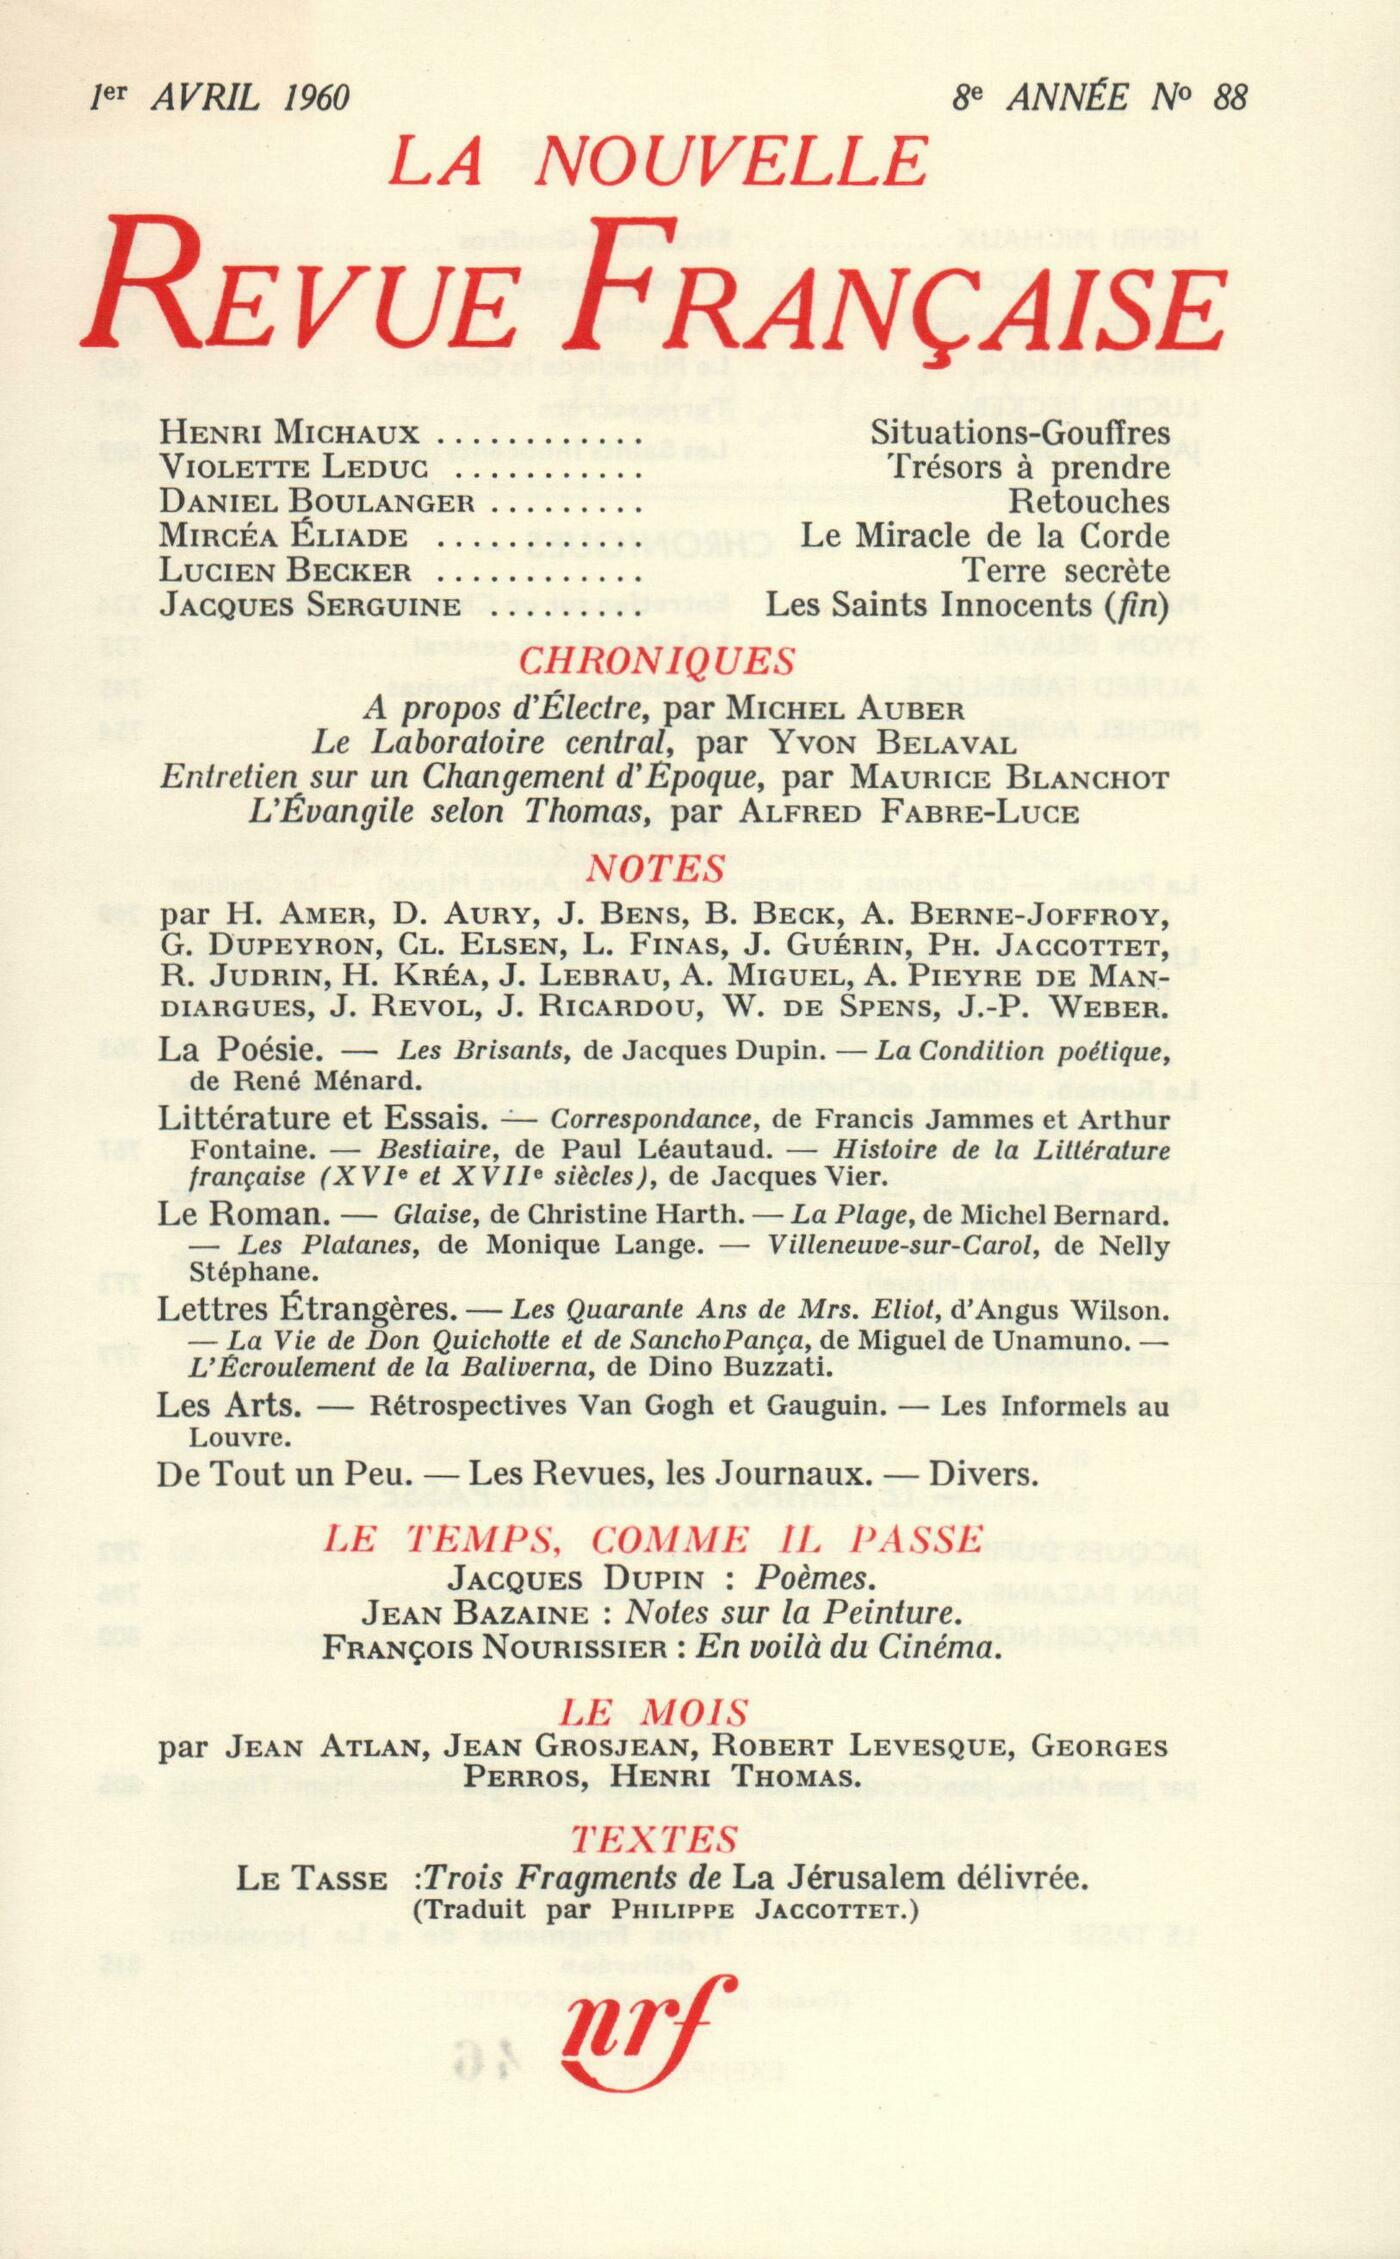 1er AVRIL 1960 8e ANNÉE No 88
LA NOUVELLE
REVUE FRANÇAISE
HENRI MICHAUX ............ Situations-Gouffres
VIOLETTE LEDUC ........... Trésors à prendre
DANIEL BOULANGER ......... Retouches
MIRCÉA ÉLIADE ............ Le Miracle de la Corde
LUCIEN BECKER ............ Terre secrète
JACQUES SERGUINE ......... Les Saints Innocents (fin)
CHRONIQUES
A propos d'Électre, par MICHEL AUBER
Le Laboratoire central, par YVON BELAVAL
Entretien sur un Changement d'Époque, par MAURICE BLANCHOT
L'Évangile selon Thomas, par ALFRED FABRE-LUCE
NOTES
par H. AMER, D. AURY, J. BENS, B. BECK, A. BERNE-JOFFROY,
G. DUPEYRON, CL. ELSEN, L. FINAS, J. GUÉRIN, PH. JACCOTTET,
R. JUDRIN, H. KRÉA, J. LEBRAU, A. MIGUEL, A. PIEYRE DE MAN-
DIARGUES, J. REVOL, J. RICARDOU, W. DE SPENS, J.-P. WEBER.
La Poésie. — Les Brisants, de Jacques Dupin. — La Condition poétique,
de René Ménard.
Littérature et Essais. — Correspondance, de Francis Jammes et Arthur
Fontaine. — Bestiaire, de Paul Léautaud. — Histoire de la Littérature
française (XVIe et XVIIe siècles), de Jacques Vier.
Le Roman. — Glaise, de Christine Harth. — La Plage, de Michel Bernard.
— Les Platanes, de Monique Lange. — Villeneuve-sur-Carol, de Nelly
Stéphane.
Lettres Étrangères. — Les Quarante Ans de Mrs. Eliot, d'Angus Wilson.
— La Vie de Don Quichotte et de SanchoPança, de Miguel de Unamuno. —
L'Écroulement de la Baliverna, de Dino Buzzati.
Les Arts. — Rétrospectives Van Gogh et Gauguin. — Les Informels au
Louvre.
De Tout un Peu. — Les Revues, les Journaux. — Divers.
LE TEMPS, COMME IL PASSE
JACQUES DUPIN : Poèmes.
JEAN BAZAINE : Notes sur la Peinture.
FRANÇOIS NOURISSIER : En voilà du Cinéma.
LE MOIS
par JEAN ATLAN, JEAN GROSJEAN, ROBERT LEVESQUE, GEORGES
PERROS, HENRI THOMAS.
TEXTES
LE TASSE :Trois Fragments de La Jérusalem délivrée.
(Traduit par PHILIPPE JACCOTTET.)
nrf